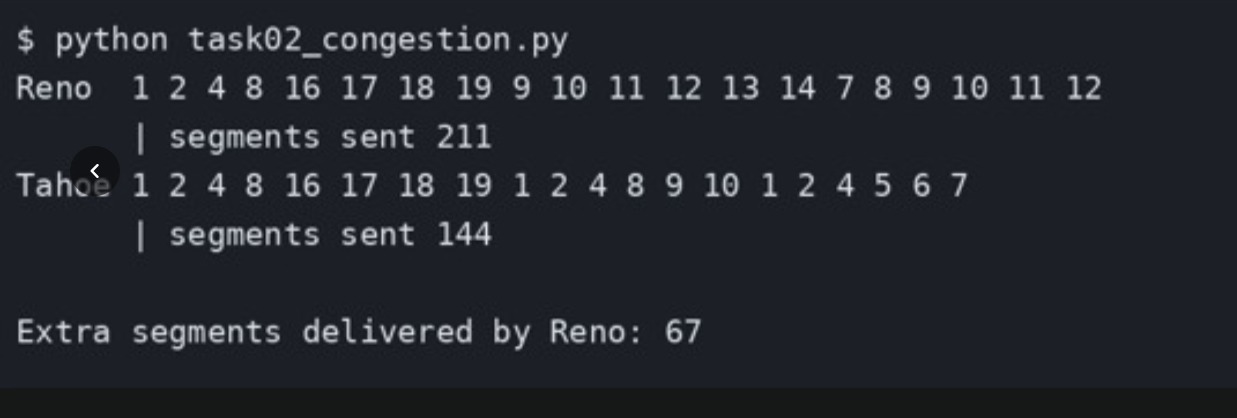 $ python task02_congestion.py
Reno 1 2 4 8 16 17 18 19 9 10 11 12 13 14 7 8 9 10 11 12
| segments sent 211
Tahoe 1 2 4 8 16 17 18 19 1 2 4 8 9 10 1 2 4 5 6 7
| segments sent 144
Extra segments delivered by Reno: 67